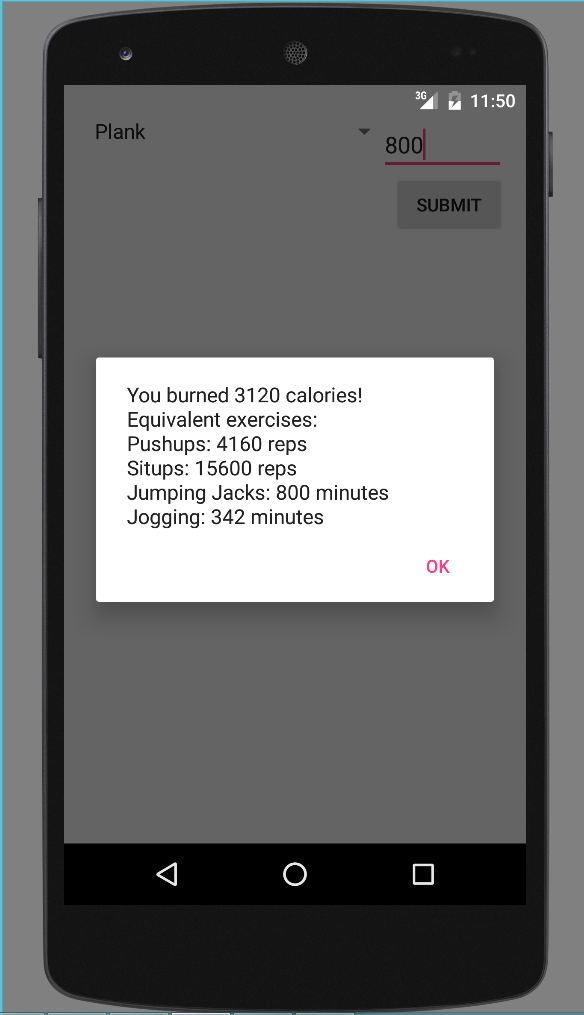 3G 11:50
Plank 800
SUBMIT
You burned 3120 calories!
Equivalent exercises:
Pushups: 4160 reps
Situps: 15600 reps
Jumping Jacks: 800 minutes
Jogging: 342 minutes
OK